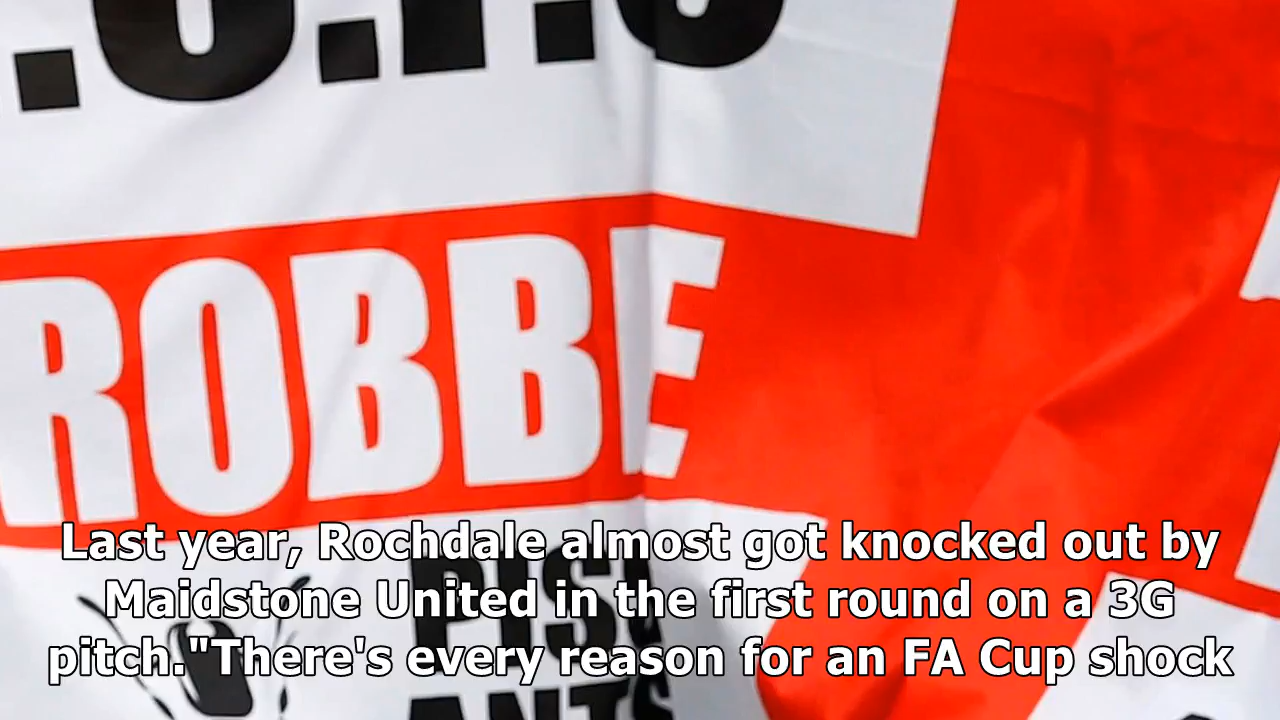 ROBBE
Last year, Rochdale almost got knocked out by
Maidstone United in the first round on a 3G
pitch."There's every reason for an FA Cup shock
ANTS